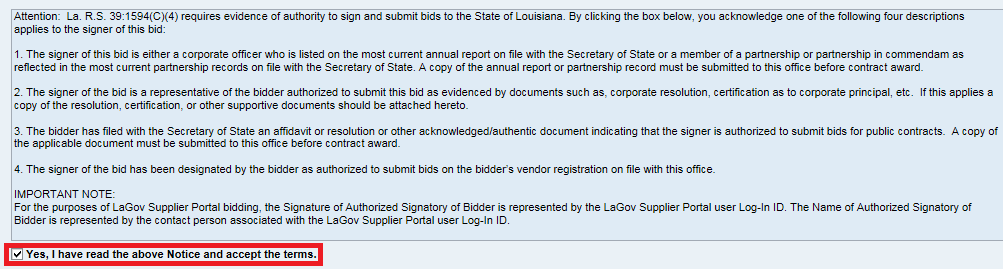 Attention:  La. R.S. 39:1594(C)(4) requires evidence of authority to sign and submit bids to the State of Louisiana. By clicking the box below, you acknowledge one of the following four descriptions
applies to the signer of this bid:
1. The signer of this bid is either a corporate officer who is listed on the most current annual report on file with the Secretary of State or a member of a partnership or partnership in commendam as
reflected in the most current partnership records on file with the Secretary of State. A copy of the annual report or partnership record must be submitted to this office before contract award.
2. The signer of the bid is a representative of the bidder authorized to submit this bid as evidenced by documents such as, corporate resolution, certification as to corporate principal, etc.  If this applies a
copy of the resolution, certification, or other supportive documents should be attached hereto.
3. The bidder has filed with the Secretary of State an affidavit or resolution or other acknowledged/authentic document indicating that the signer is authorized to submit bids for public contracts.  A copy of
the applicable document must be submitted to this office before contract award.
4. The signer of the bid has been designated by the bidder as authorized to submit bids on the bidder's vendor registration on file with this office.
IMPORTANT NOTE:
For the purposes of LaGov Supplier Portal bidding, the Signature of Authorized Signatory of Bidder is represented by the LaGov Supplier Portal user Log-In ID. The Name of Authorized Signatory of
Bidder is represented by the contact person associated with the LaGov Supplier Portal user Log-In ID.
Yes, I have read the above Notice and accept the terms.